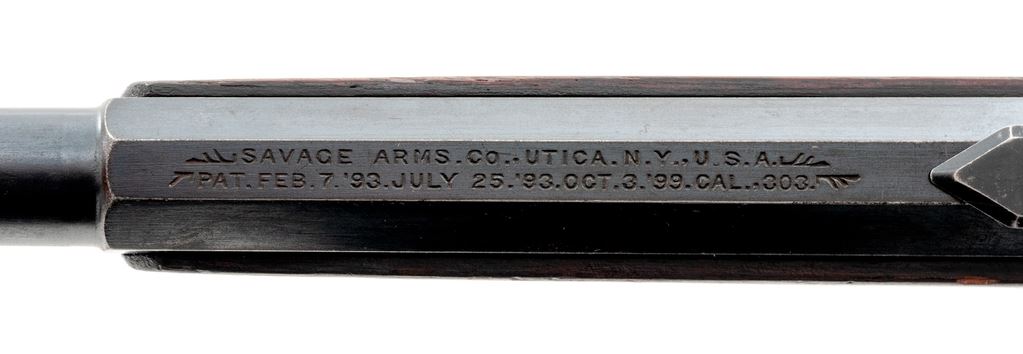 SAVAGE ARMS.CO.,UTICA.N.Y.,U.S.A.
PAT.FEB.7.'93.JULY 25.'93.OCT.3.'99.CAL..303.